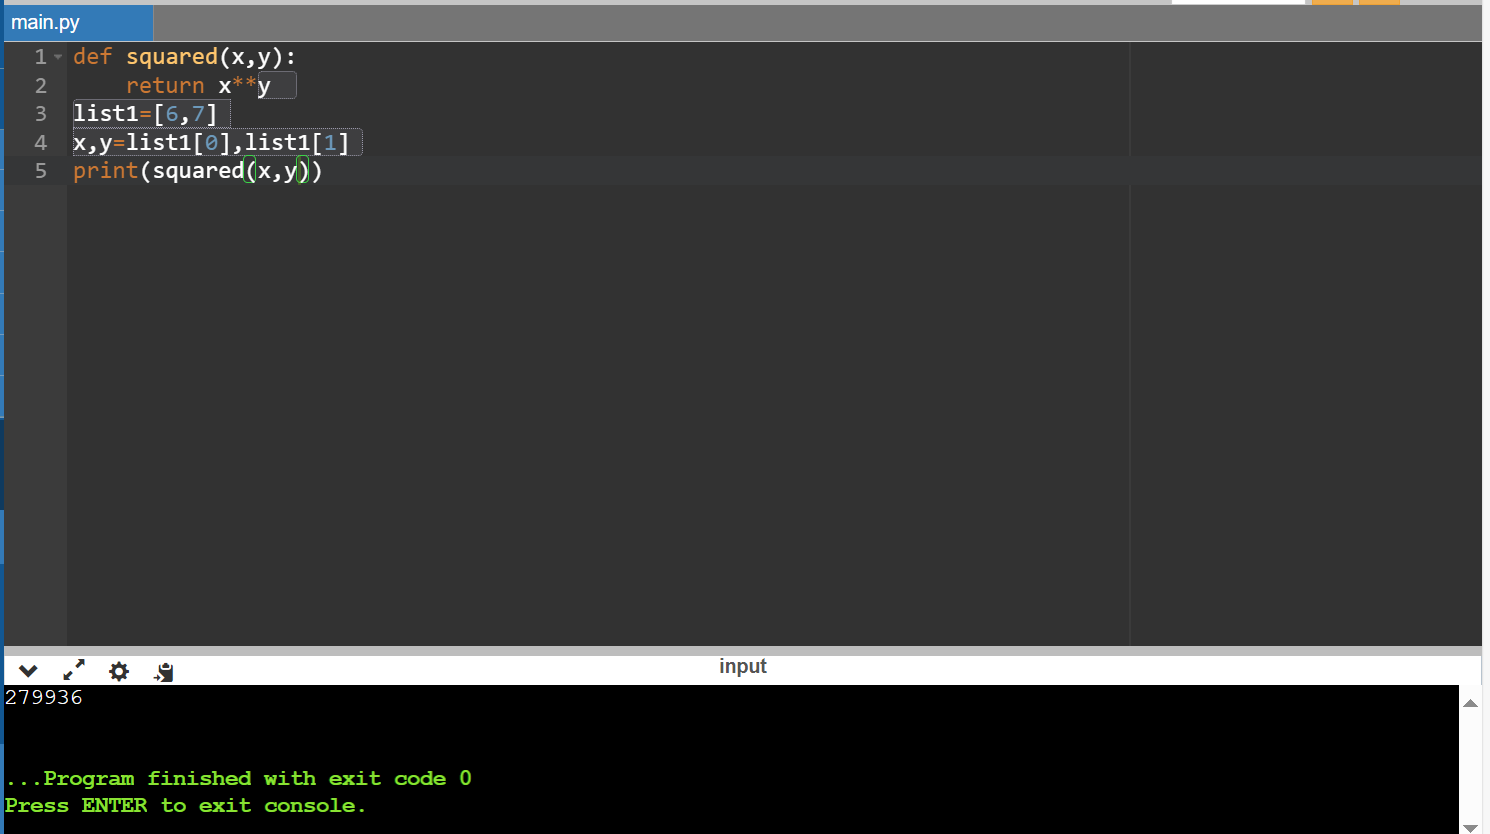 main.py
1 def squared(x,y):
2     return x**y
3 list1=[6,7]
4 x,y=list1[0],list1[1]
5 print(squared(x,y))
input
279936
...Program finished with exit code 0
Press ENTER to exit console.